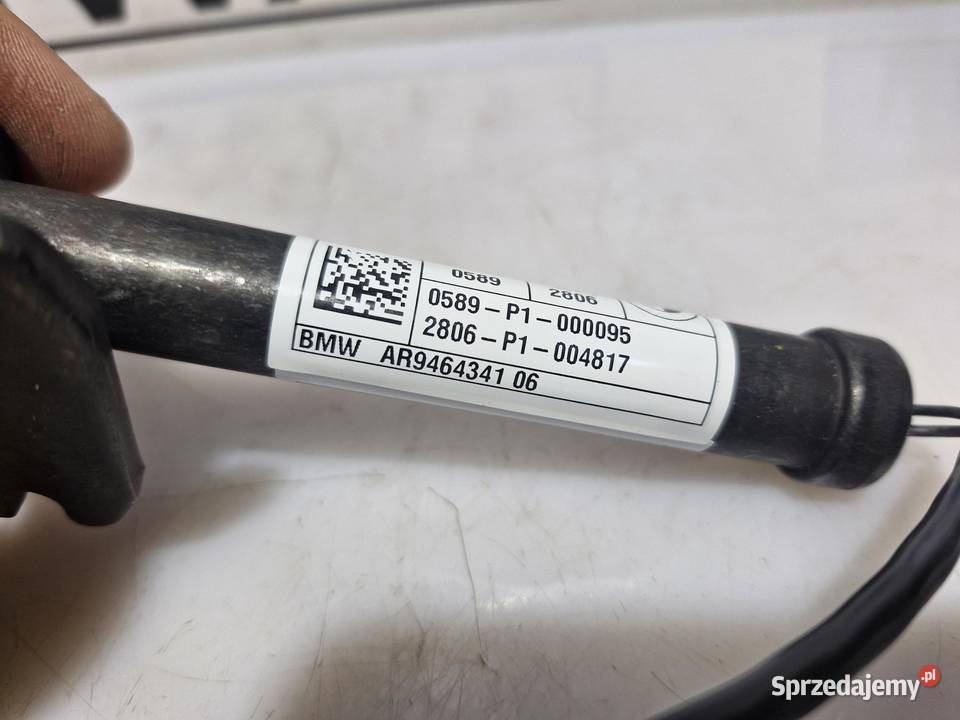 0589 2806
0589-P1-000095
2806-P1-004817
BMW AR9464341 06
Sprzedajemy.pl